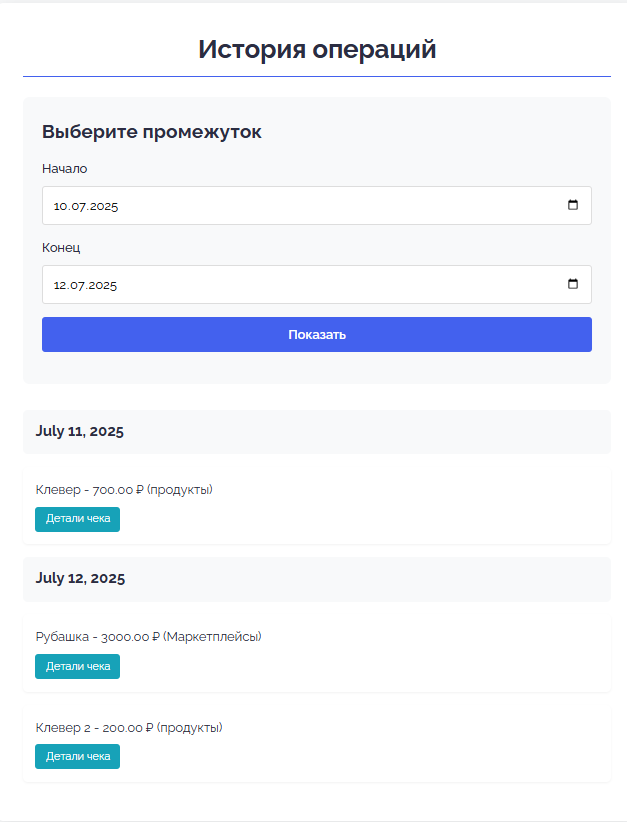 История операций
Выберите промежуток
Начало
10.07.2025
Конец
12.07.2025
Показать
July 11, 2025
Клевер - 700.00 ₽ (продукты)
Детали чека
July 12, 2025
Рубашка - 3000.00 ₽ (Маркетплейсы)
Детали чека
Клевер 2 - 200.00 ₽ (продукты)
Детали чека